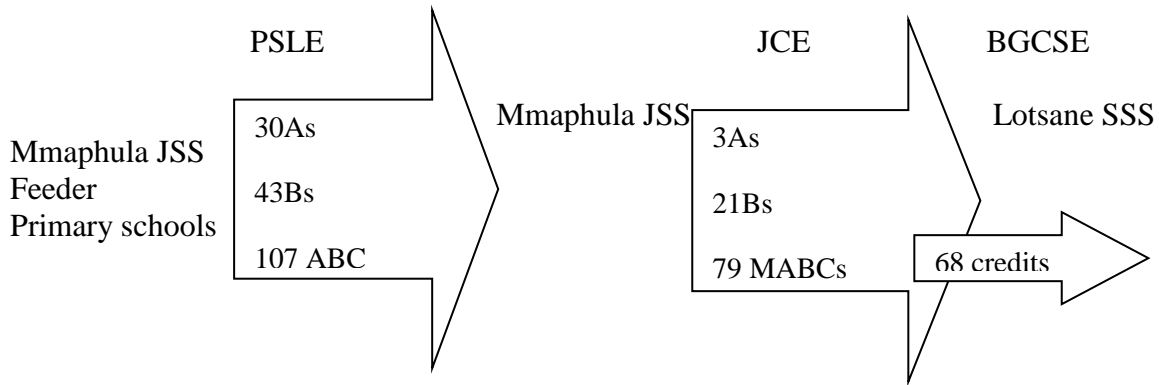 PSLE
JCE
BGCSE
Mmaphula JSS
Feeder
Primary schools
30As
43Bs
107 ABC
Mmaphula JSS
3As
21Bs
79 MABCs
Lotsane SSS
68 credits